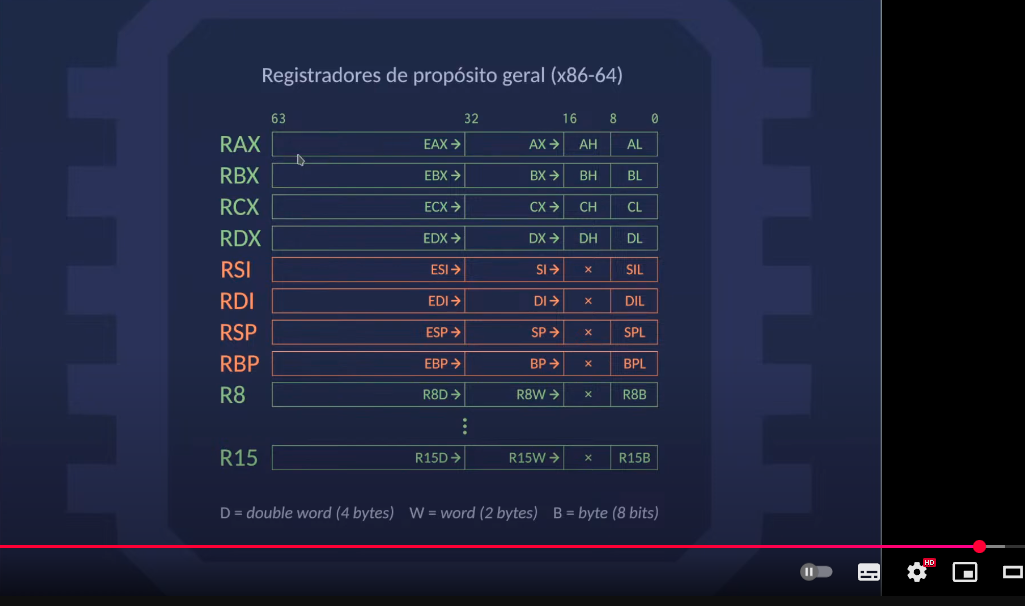 Registradores de propósito geral (x86-64)
63 32 16 8 0
RAX EAX→ AX→ AH AL
RBX EBX→ BX→ BH BL
RCX ECX→ CX→ CH CL
RDX EDX→ DX→ DH DL
RSI ESI→ SI→ × SIL
RDI EDI→ DI→ × DIL
RSP ESP→ SP→ × SPL
RBP EBP→ BP→ × BPL
R8 R8D→ R8W→ × R8B
⋮
R15 R15D→ R15W→ × R15B
D = double word (4 bytes) W = word (2 bytes) B = byte (8 bits)
HD